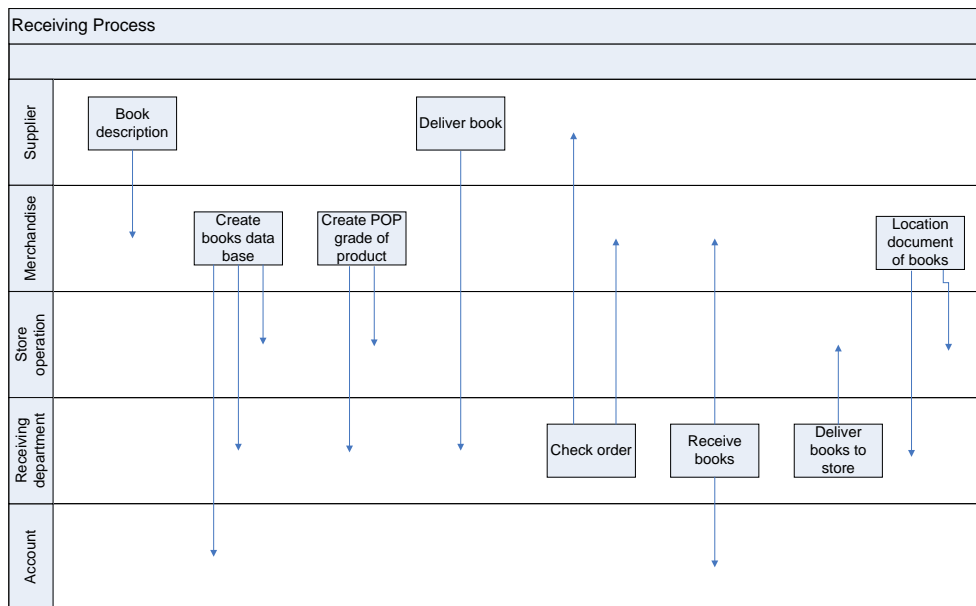 Receiving Process
Supplier
Book
description
Deliver book
Merchandise
Create
books data
base
Create POP
grade of
product
Location
document
of books
Store
operation
Receiving
department
Check order
Receive
books
Deliver
books to
store
Account